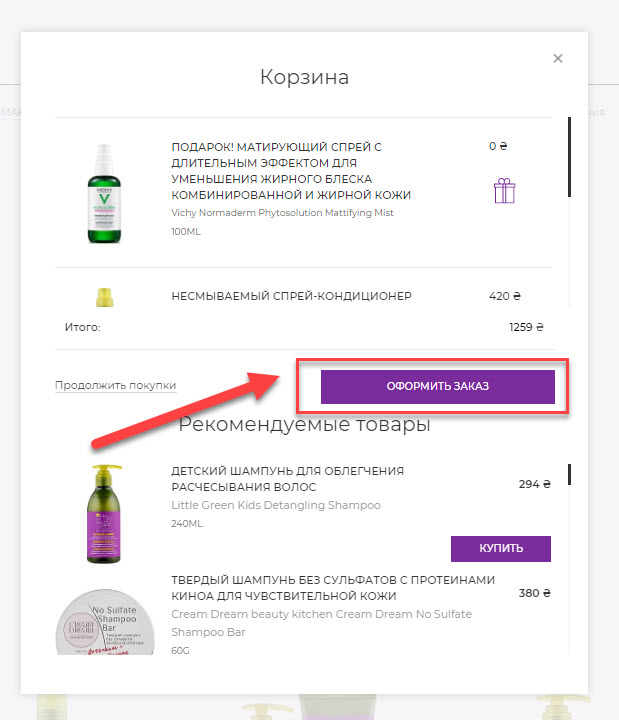 ×
Корзина
ПОДАРОК! МАТИРУЮЩИЙ СПРЕЙ С
0 ₴
ДЛИТЕЛЬНЫМ ЭФФЕКТОМ ДЛЯ
УМЕНЬШЕНИЯ ЖИРНОГО БЛЕСКА
КОМБИНИРОВАННОЙ И ЖИРНОЙ КОЖИ
Vichy Normaderm Phytosolution Mattifying Mist
100ML
VICHY
V
НЕСМЫВАЕМЫЙ СПРЕЙ-КОНДИЦИОНЕР
420 ₴
Итого:
1259 ₴
Продолжить покупки
ОФОРМИТЬ ЗАКАЗ
Рекомендуемые товары
ДЕТСКИЙ ШАМПУНЬ ДЛЯ ОБЛЕГЧЕНИЯ
РАСЧЕСЫВАНИЯ ВОЛОС
294 ₴
Little Green Kids Detangling Shampoo
240ML
КУПИТЬ
ТВЕРДЫЙ ШАМПУНЬ БЕЗ СУЛЬФАТОВ С ПРОТЕИНАМИ
КИНОА ДЛЯ ЧУВСТВИТЕЛЬНОЙ КОЖИ
380 ₴
Cream Dream beauty kitchen Cream Dream No Sulfate
Shampoo Bar
60G
No Sulfate
Shampoo
Bar
CREAM
DREAM